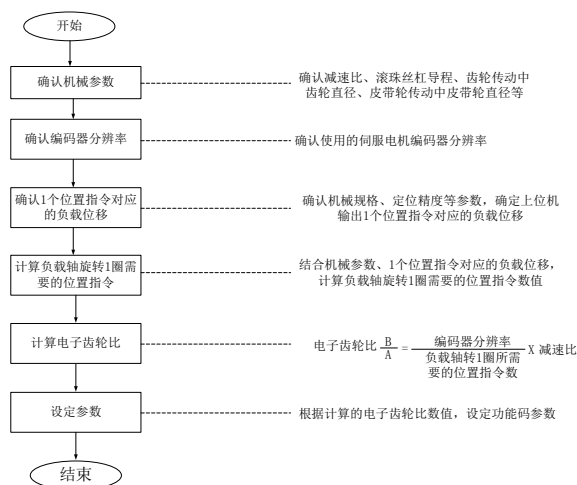 开始
确认机械参数
确认减速比、滚珠丝杠导程、齿轮传动中
齿轮直径、皮带轮传动中皮带轮直径等
确认编码器分辨率
确认使用的伺服电机编码器分辨率
确认1个位置指令对应
的负载位移
确认机械规格、定位精度等参数，确定上位机
输出1个位置指令对应的负载位移
计算负载轴旋转1圈需
要的位置指令
结合机械参数、1个位置指令对应的负载位移，
计算负载轴旋转1圈需要的位置指令数值
计算电子齿轮比
电子齿轮比 B/A = 编码器分辨率
负载轴转1圈所需
要的位置指令数
X 减速比
设定参数
根据计算的电子齿轮比数值，设定功能码参数
结束